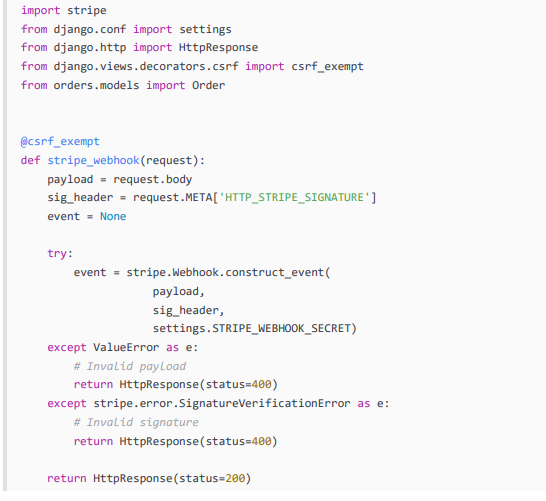 import stripe
from django.conf import settings
from django.http import HttpResponse
from django.views.decorators.csrf import csrf_exempt
from orders.models import Order
@csrf_exempt
def stripe_webhook(request):
    payload = request.body
    sig_header = request.META['HTTP_STRIPE_SIGNATURE']
    event = None
    try:
        event = stripe.Webhook.construct_event(
                    payload,
                    sig_header,
                    settings.STRIPE_WEBHOOK_SECRET)
    except ValueError as e:
        # Invalid payload
        return HttpResponse(status=400)
    except stripe.error.SignatureVerificationError as e:
        # Invalid signature
        return HttpResponse(status=400)
    return HttpResponse(status=200)